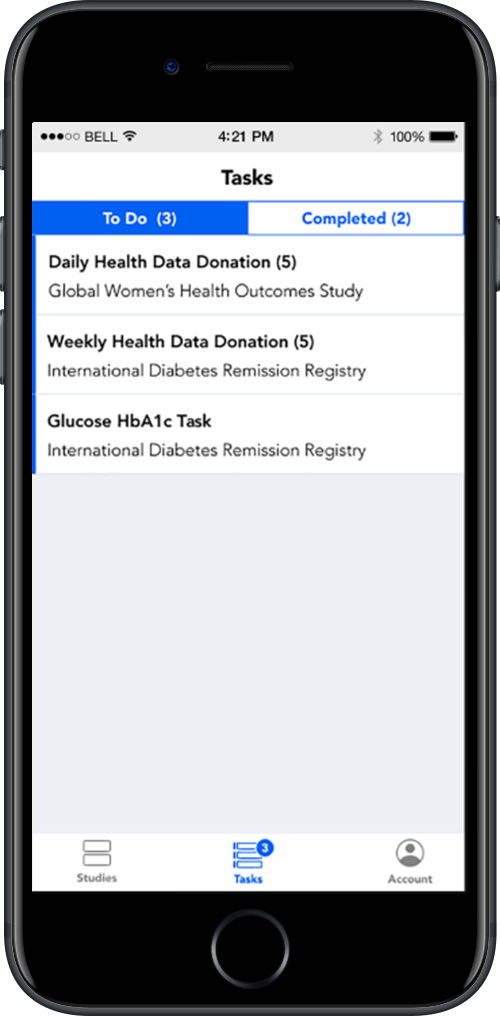 BELL 4:21 PM 100%
Tasks
To Do (3) Completed (2)
Daily Health Data Donation (5)
Global Women’s Health Outcomes Study
Weekly Health Data Donation (5)
International Diabetes Remission Registry
Glucose HbA1c Task
International Diabetes Remission Registry
3
Studies Tasks Account